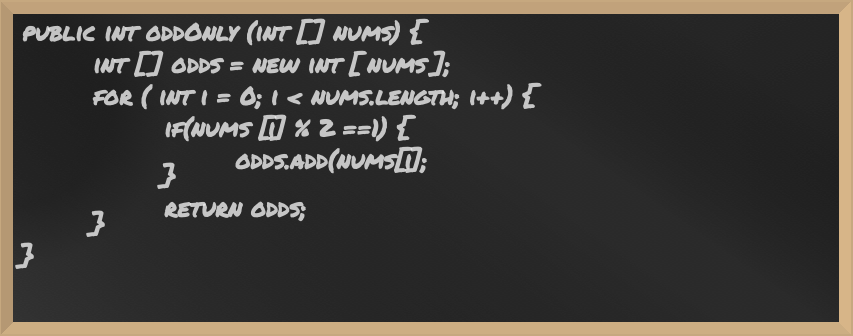 PUBLIC INT ODDONLY (INT [] NUMS) {
INT [] ODDS = NEW INT [NUMS];
FOR ( INT I = 0; I < NUMS.LENGTH; I++) {
IF(NUMS [I] % 2 ==1) {
ODDS.ADD(NUMS[I];
}
RETURN ODDS;
}
}